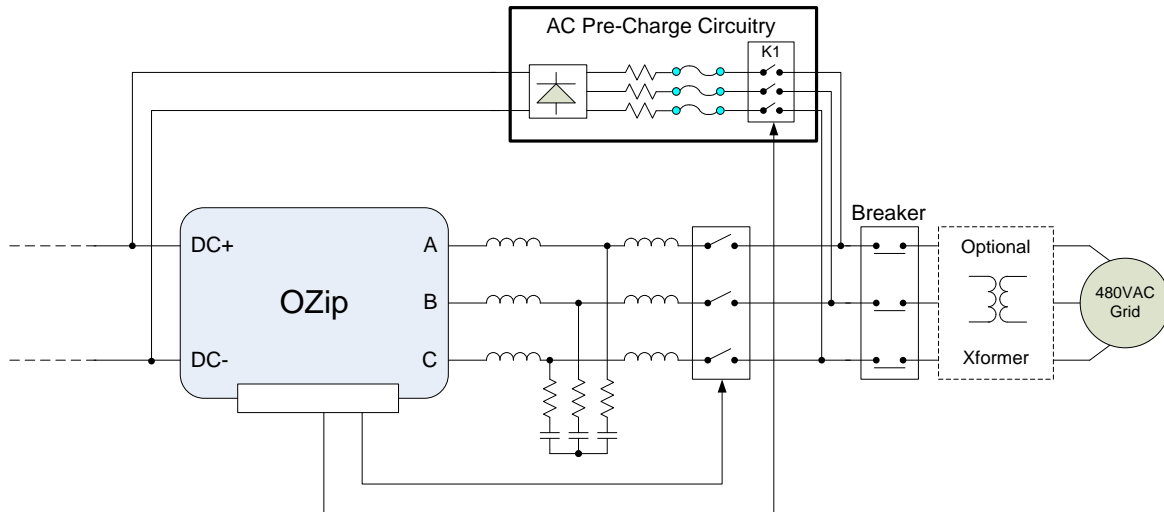 AC Pre-Charge Circuitry
K1
Breaker
DC+
A
Optional
OZip
B
480VAC
Grid
DC-
C
Xformer